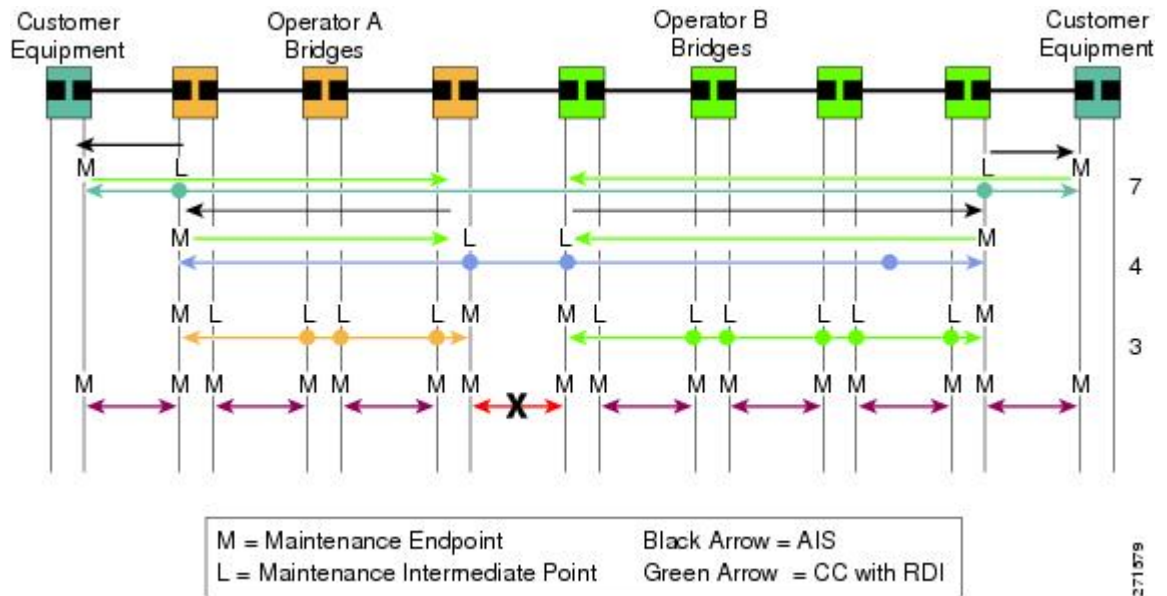 Customer
Equipment
Operator A
Bridges
Operator B
Bridges
Customer
Equipment
M L L M
7
M L L M
4
M L L L L M M L L L L L L M
3
M M M M M M M M M M M M M M M M
X
M = Maintenance Endpoint
Black Arrow = AIS
L = Maintenance Intermediate Point
Green Arrow = CC with RDI
271579